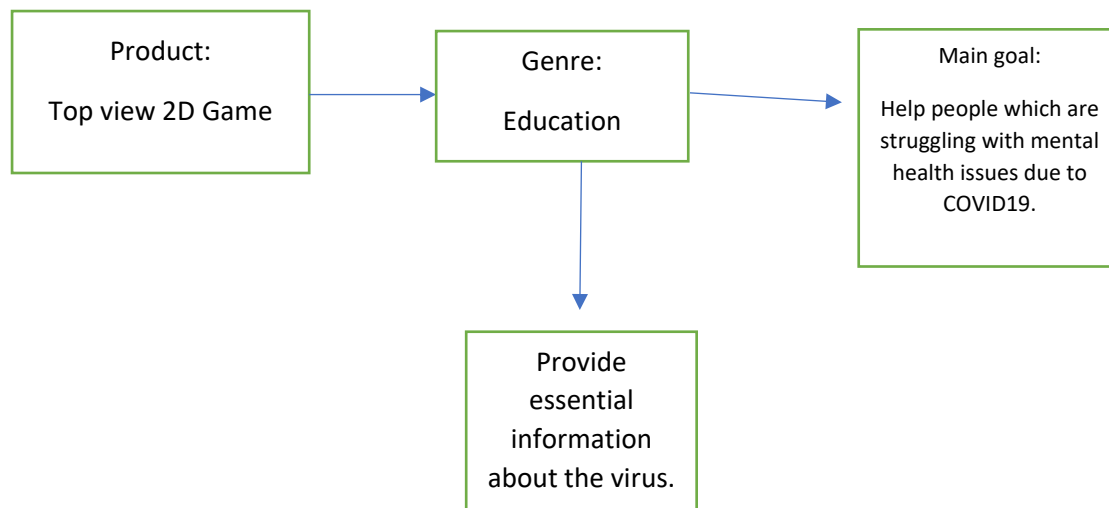 Product:
Top view 2D Game
Genre:
Education
Main goal:
Help people which are
struggling with mental
health issues due to
COVID19.
Provide
essential
information
about the virus.